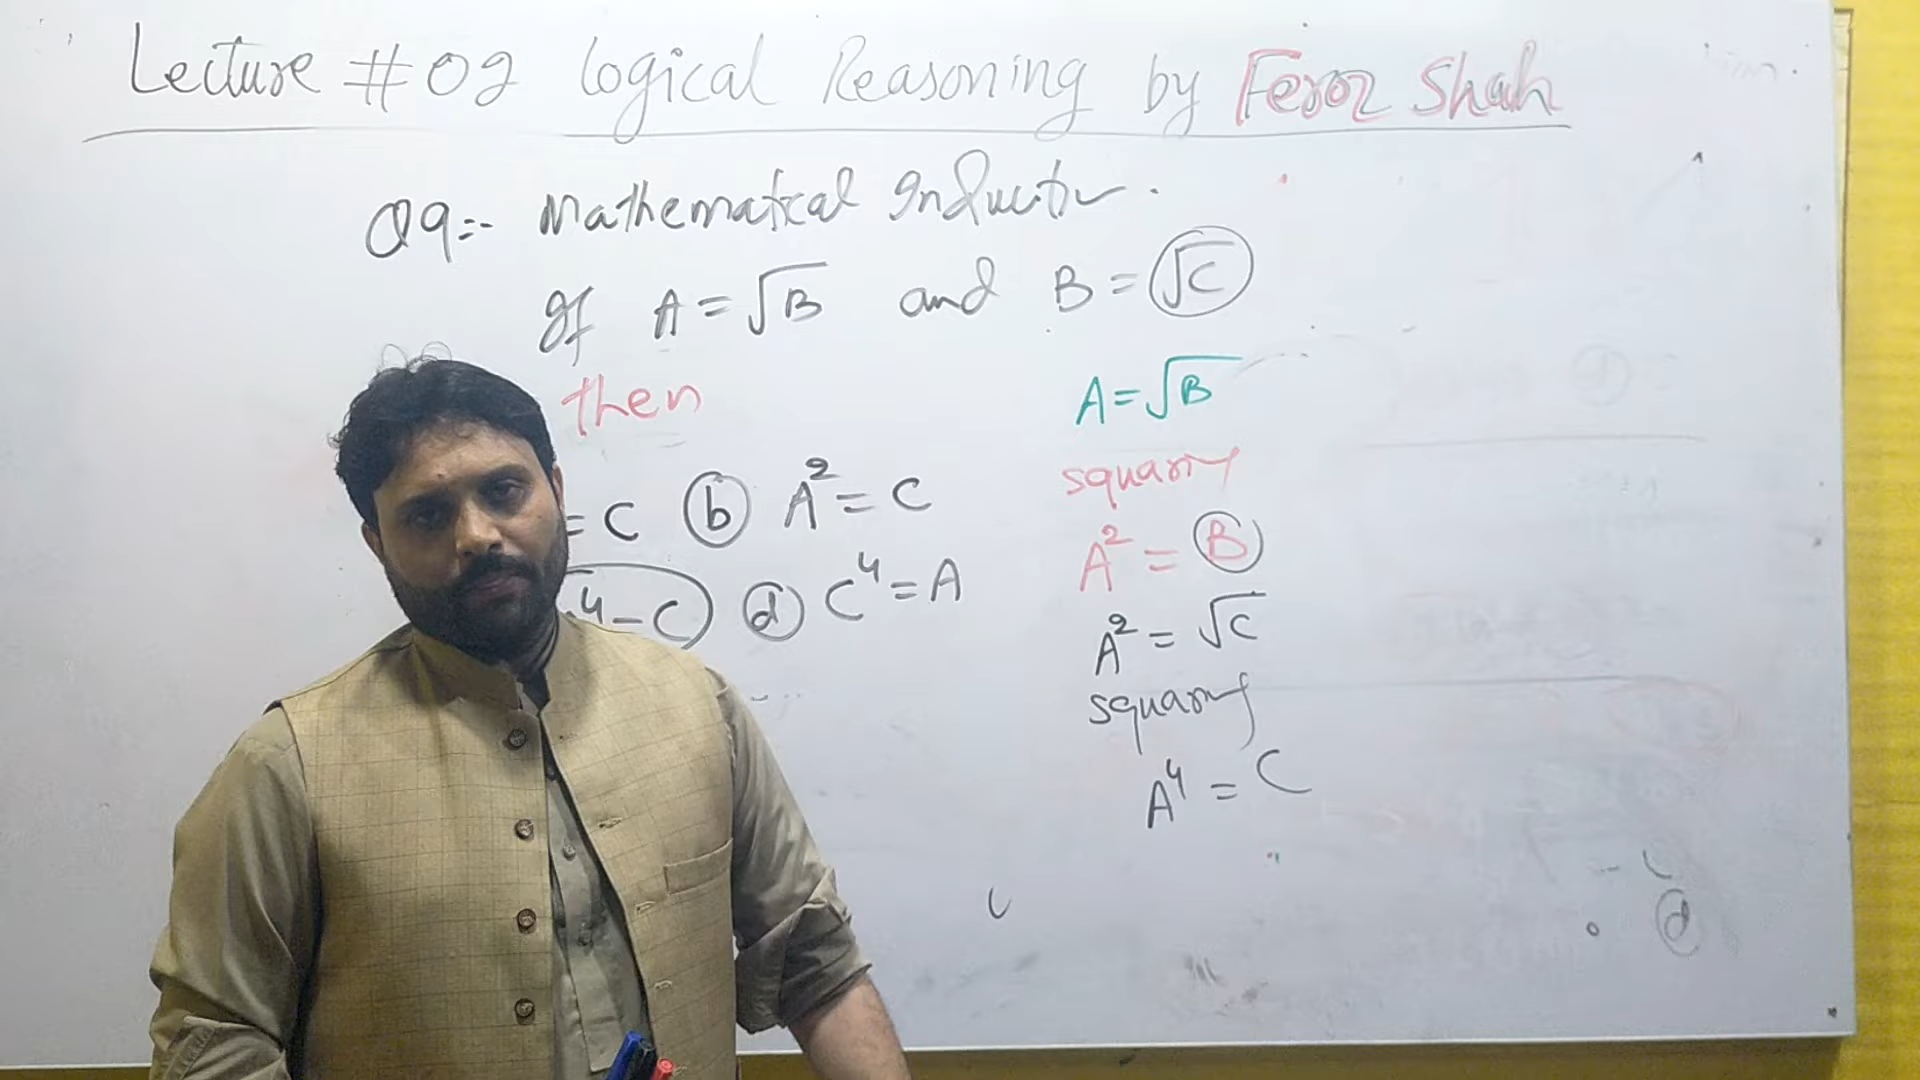 Lecture #02 Logical Reasoning by Feroz Shah
Q9:- Mathematical Induction.
If A = √B and B = √C
then
= C (b) A² = C
⁴ = C (d) C⁴ = A
A = √B
squaring
A² = B
A² = √C
squaring
A⁴ = C
(d)